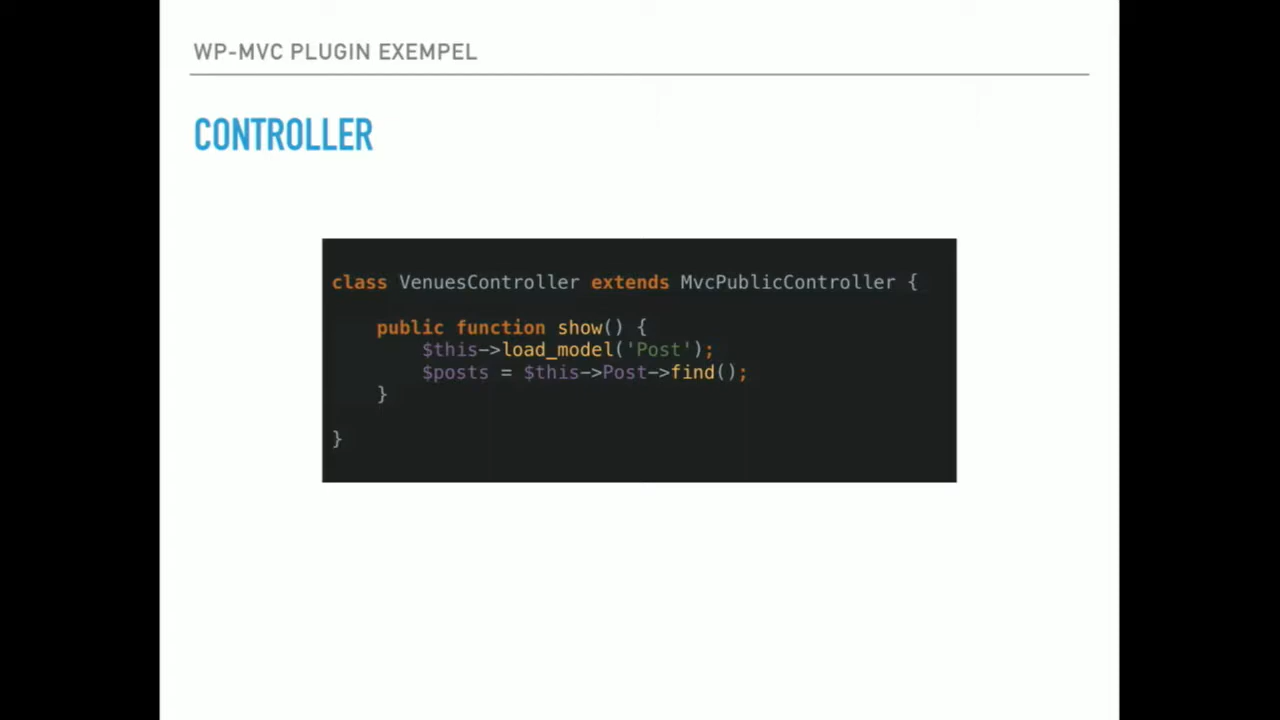 WP-MVC PLUGIN EXEMPEL
CONTROLLER
class VenuesController extends MvcPublicController {
    public function show() {
        $this->load_model('Post');
        $posts = $this->Post->find();
    }
}